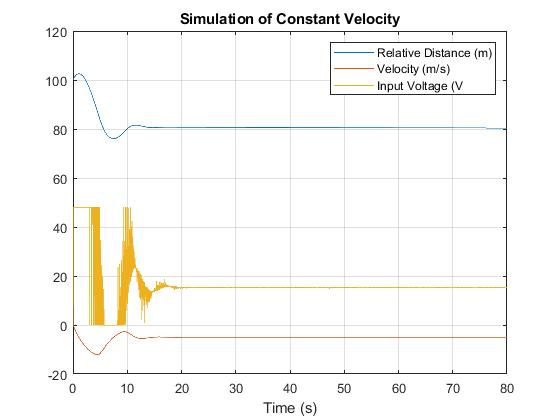 Simulation of Constant Velocity
120
100
80
60
40
20
0
-20
Relative Distance (m)
Velocity (m/s)
Input Voltage (V
0 10 20 30 40 50 60 70 80
Time (s)